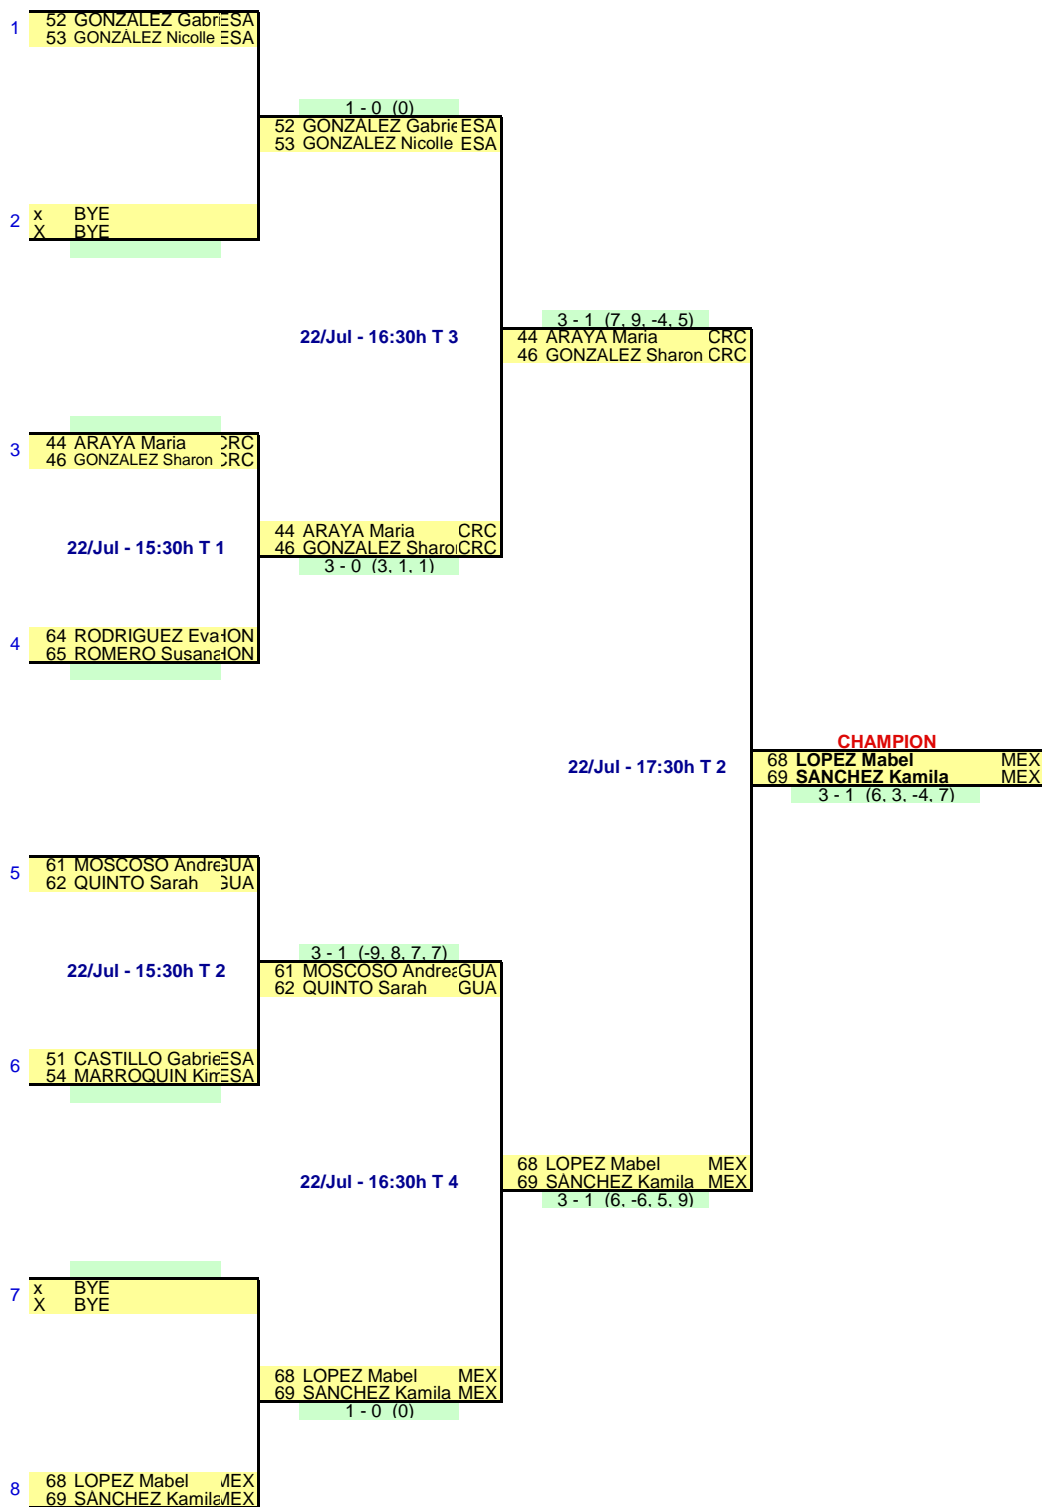 1
52 GONZALEZ Gabri ESA
53 GONZÁLEZ Nicolle ESA
1 - 0 (0)
52 GONZALEZ Gabrie ESA
53 GONZALEZ Nicolle ESA
2
x BYE
X BYE
22/Jul - 16:30h T 3
3 - 1 (7, 9, -4, 5)
44 ARAYA Maria CRC
46 GONZALEZ Sharon CRC
3
44 ARAYA Maria CRC
46 GONZALEZ Sharon CRC
22/Jul - 15:30h T 1
44 ARAYA Maria CRC
46 GONZALEZ Sharo CRC
3 - 0 (3, 1, 1)
4
64 RODRIGUEZ Eva HON
65 ROMERO Susana HON
CHAMPION
22/Jul - 17:30h T 2
68 LOPEZ Mabel MEX
69 SANCHEZ Kamila MEX
3 - 1 (6, 3, -4, 7)
5
61 MOSCOSO Andre GUA
62 QUINTO Sarah GUA
22/Jul - 15:30h T 2
3 - 1 (-9, 8, 7, 7)
61 MOSCOSO Andrea GUA
62 QUINTO Sarah GUA
6
51 CASTILLO Gabrie ESA
54 MARROQUIN Kim ESA
22/Jul - 16:30h T 4
68 LOPEZ Mabel MEX
69 SANCHEZ Kamila MEX
3 - 1 (6, -6, 5, 9)
7
x BYE
X BYE
68 LOPEZ Mabel MEX
69 SANCHEZ Kamila MEX
1 - 0 (0)
8
68 LOPEZ Mabel MEX
69 SANCHEZ Kamila MEX